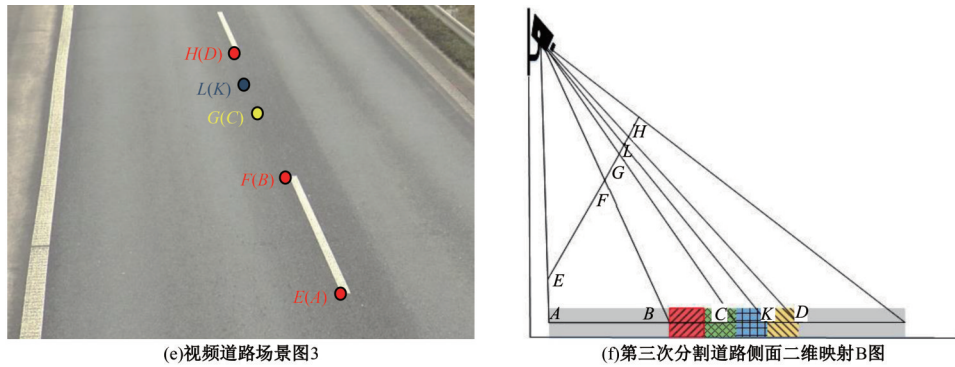 H(D)
L(K)
G(C)
F(B)
E(A)
H
L
G
F
E
A B C K D
(e)视频道路场景图3
(f)第三次分割道路侧面二维映射B图